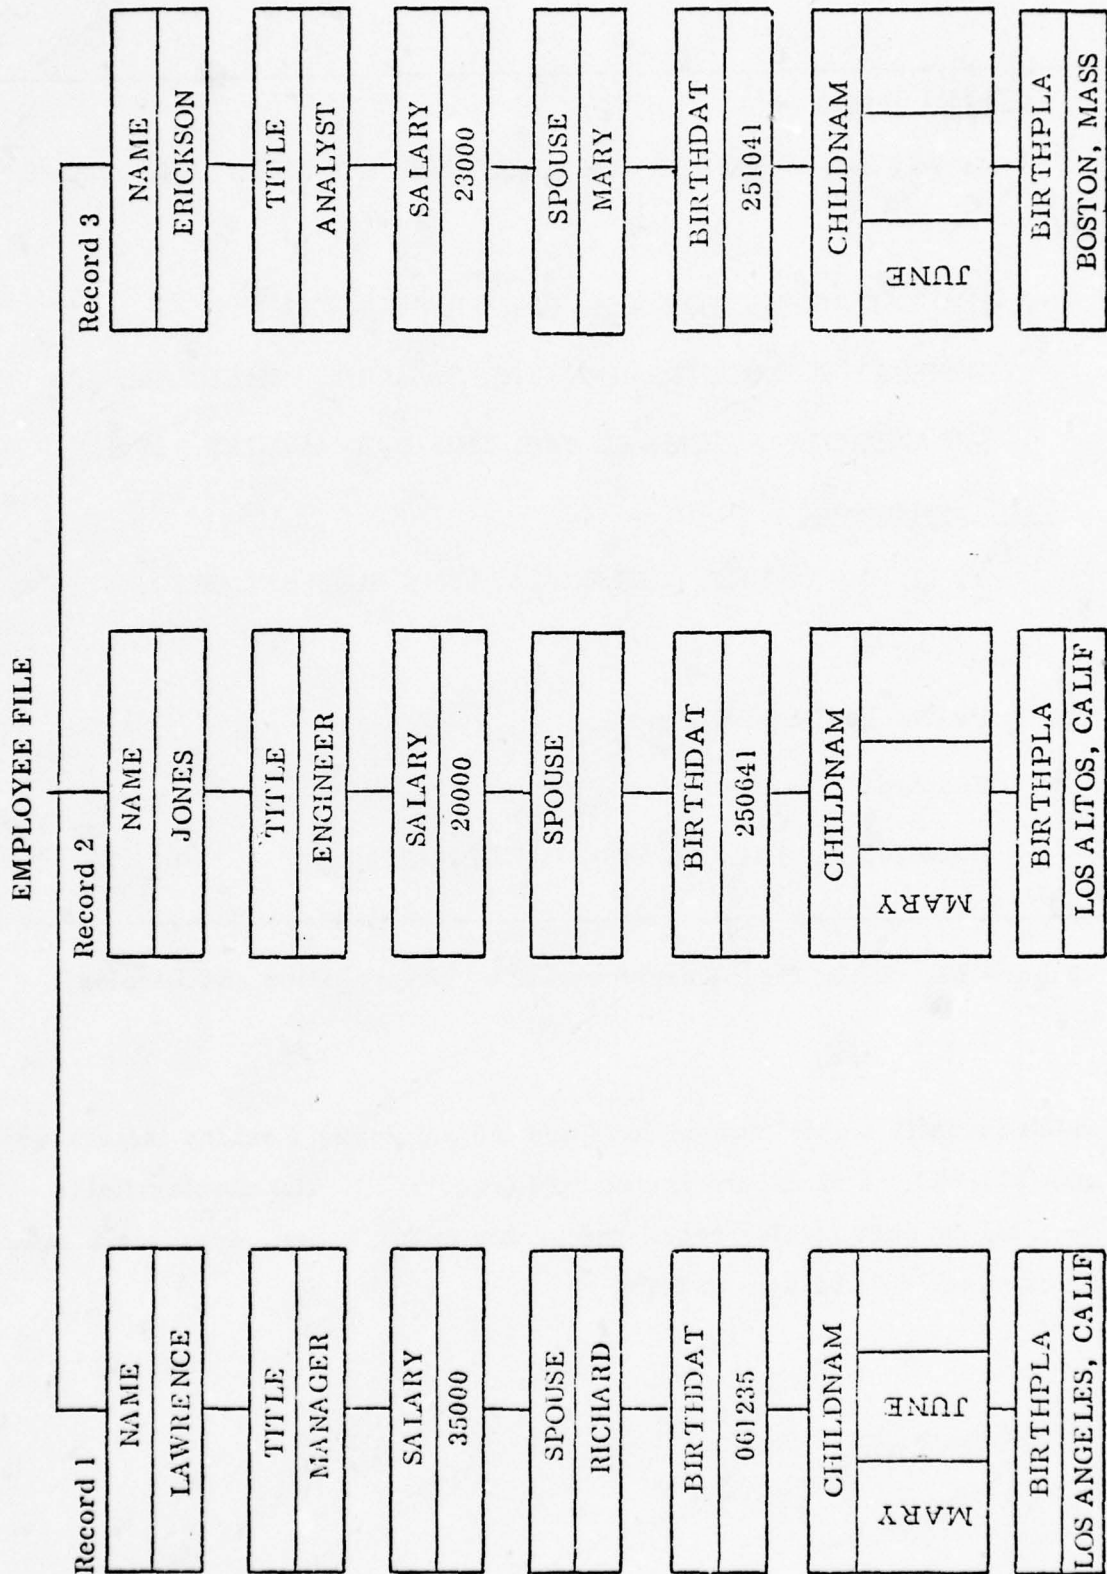 EMPLOYEE FILE
Record 1
NAME
LAWRENCE
TITLE
MANAGER
SALARY
35000
SPOUSE
RICHARD
BIRTHDAT
061235
CHILDNAM
MARY
JUNE
BIRTHPLA
LOS ANGELES, CALIF
Record 2
NAME
JONES
TITLE
ENGINEER
SALARY
20000
SPOUSE
BIRTHDAT
250641
CHILDNAM
MARY
BIRTHPLA
LOS ALTOS, CALIF
Record 3
NAME
ERICKSON
TITLE
ANALYST
SALARY
23000
SPOUSE
MARY
BIRTHDAT
251041
CHILDNAM
JUNE
BIRTHPLA
BOSTON, MASS